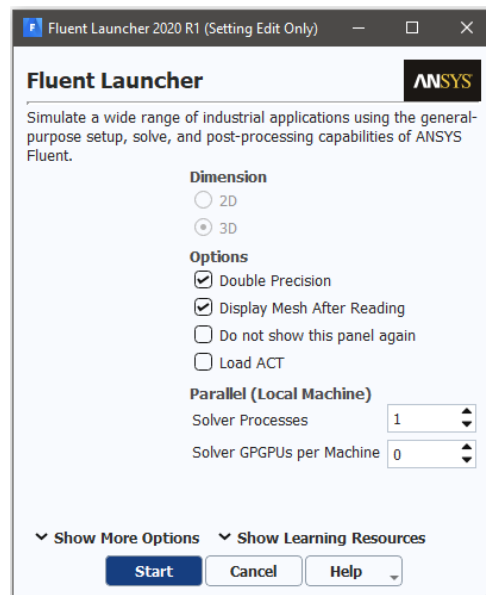 Fluent Launcher 2020 R1 (Setting Edit Only)
Fluent Launcher
ANSYS
Simulate a wide range of industrial applications using the general-
purpose setup, solve, and post-processing capabilities of ANSYS
Fluent.
Dimension
2D
3D
Options
Double Precision
Display Mesh After Reading
Do not show this panel again
Load ACT
Parallel (Local Machine)
Solver Processes 1
Solver GPGPUs per Machine 0
Show More Options Show Learning Resources
Start Cancel Help